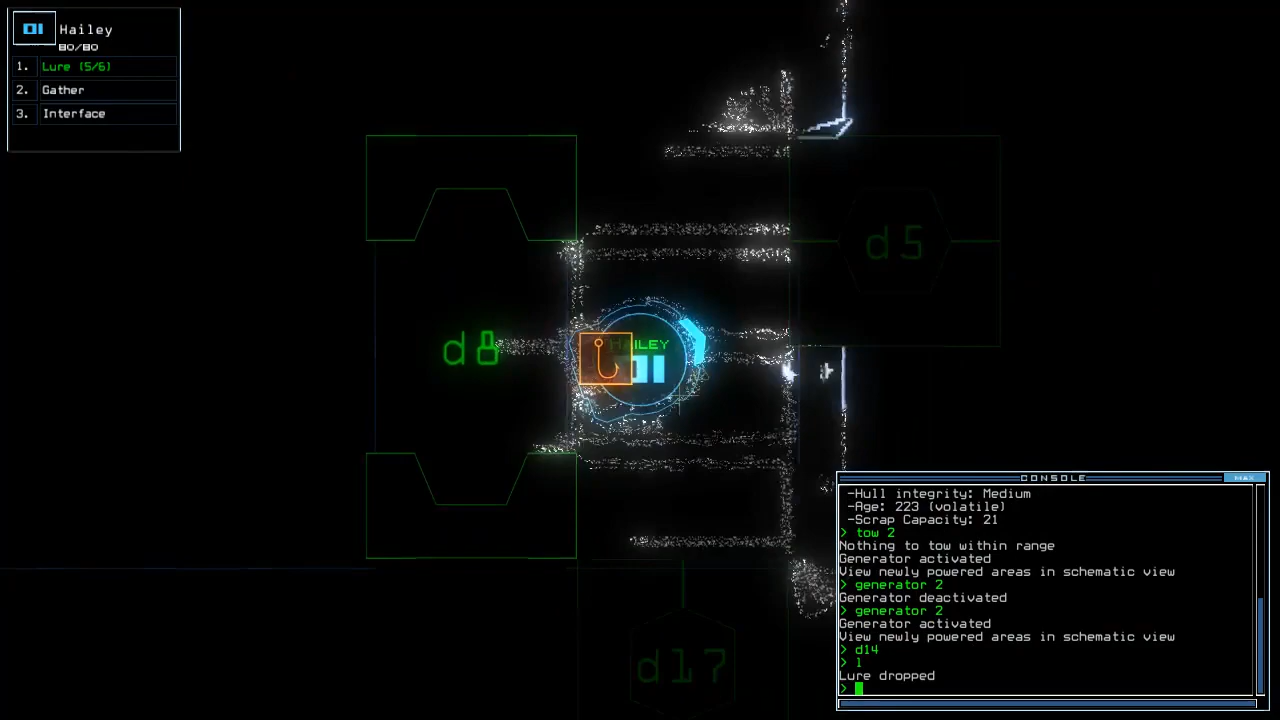 01 Hailey
80/80
1. Lure (5/6)
2. Gather
3. Interface
d5
d8
HAILEY
01
d17
CONSOLE
MAX
-Hull integrity: Medium
-Age: 223 (volatile)
-Scrap Capacity: 21
> tow 2
Nothing to tow within range
Generator activated
View newly powered areas in schematic view
> generator 2
Generator deactivated
> generator 2
Generator activated
View newly powered areas in schematic view
> d14
> l
Lure dropped
>